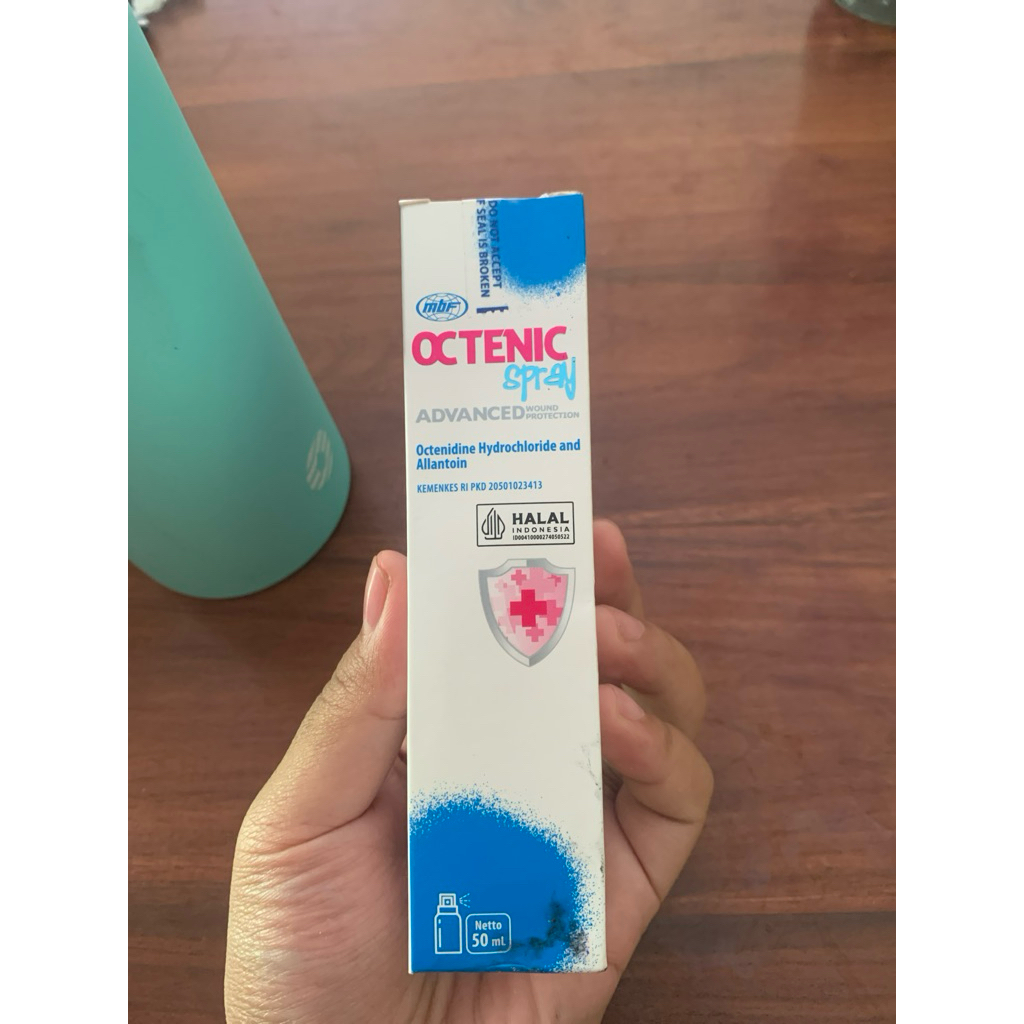 DO NOT ACCEPT
F SEAL IS BROKEN
mbf
OCTENIC
spray
ADVANCED WOUND PROTECTION
Octenidine Hydrochloride and
Allantoin
KEMENKES RI PKD 20501023413
HALAL
INDONESIA
ID00410000274050522
Netto
50 mL